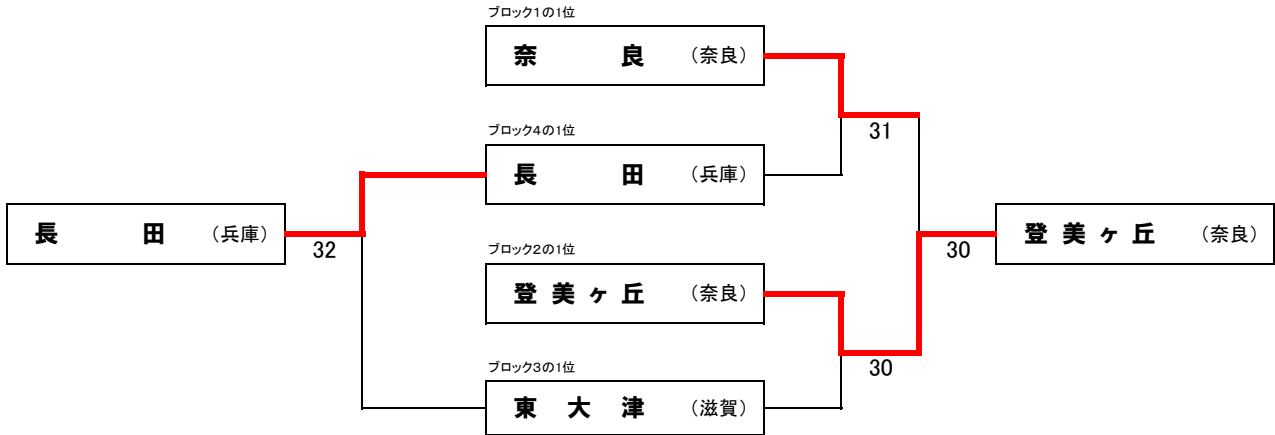 ブロック1の1位
奈良 (奈良)
31
ブロック4の1位
長田 (兵庫)
長田 (兵庫)
32
ブロック2の1位
登美ヶ丘 (奈良)
30
登美ヶ丘 (奈良)
30
ブロック3の1位
東大津 (滋賀)